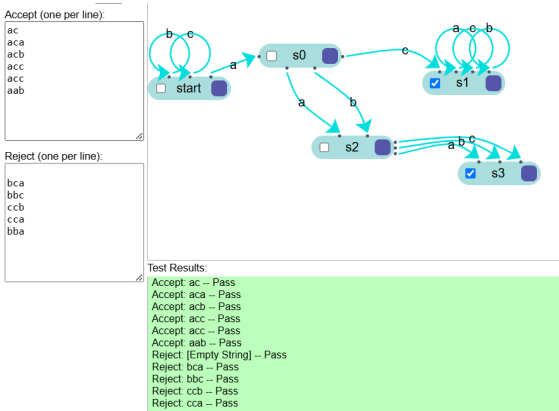 Accept (one per line):
ac
aca
acb
acc
acc
aab
Reject (one per line):
bca
bbc
ccb
cca
bba
b c
start
a
s0
c
a c b
s1
a
b
s2
a b c
s3
Test Results:
Accept: ac -- Pass
Accept: aca -- Pass
Accept: acb -- Pass
Accept: acc -- Pass
Accept: acc -- Pass
Accept: aab -- Pass
Reject: [Empty String] -- Pass
Reject: bca -- Pass
Reject: bbc -- Pass
Reject: ccb -- Pass
Reject: cca -- Pass